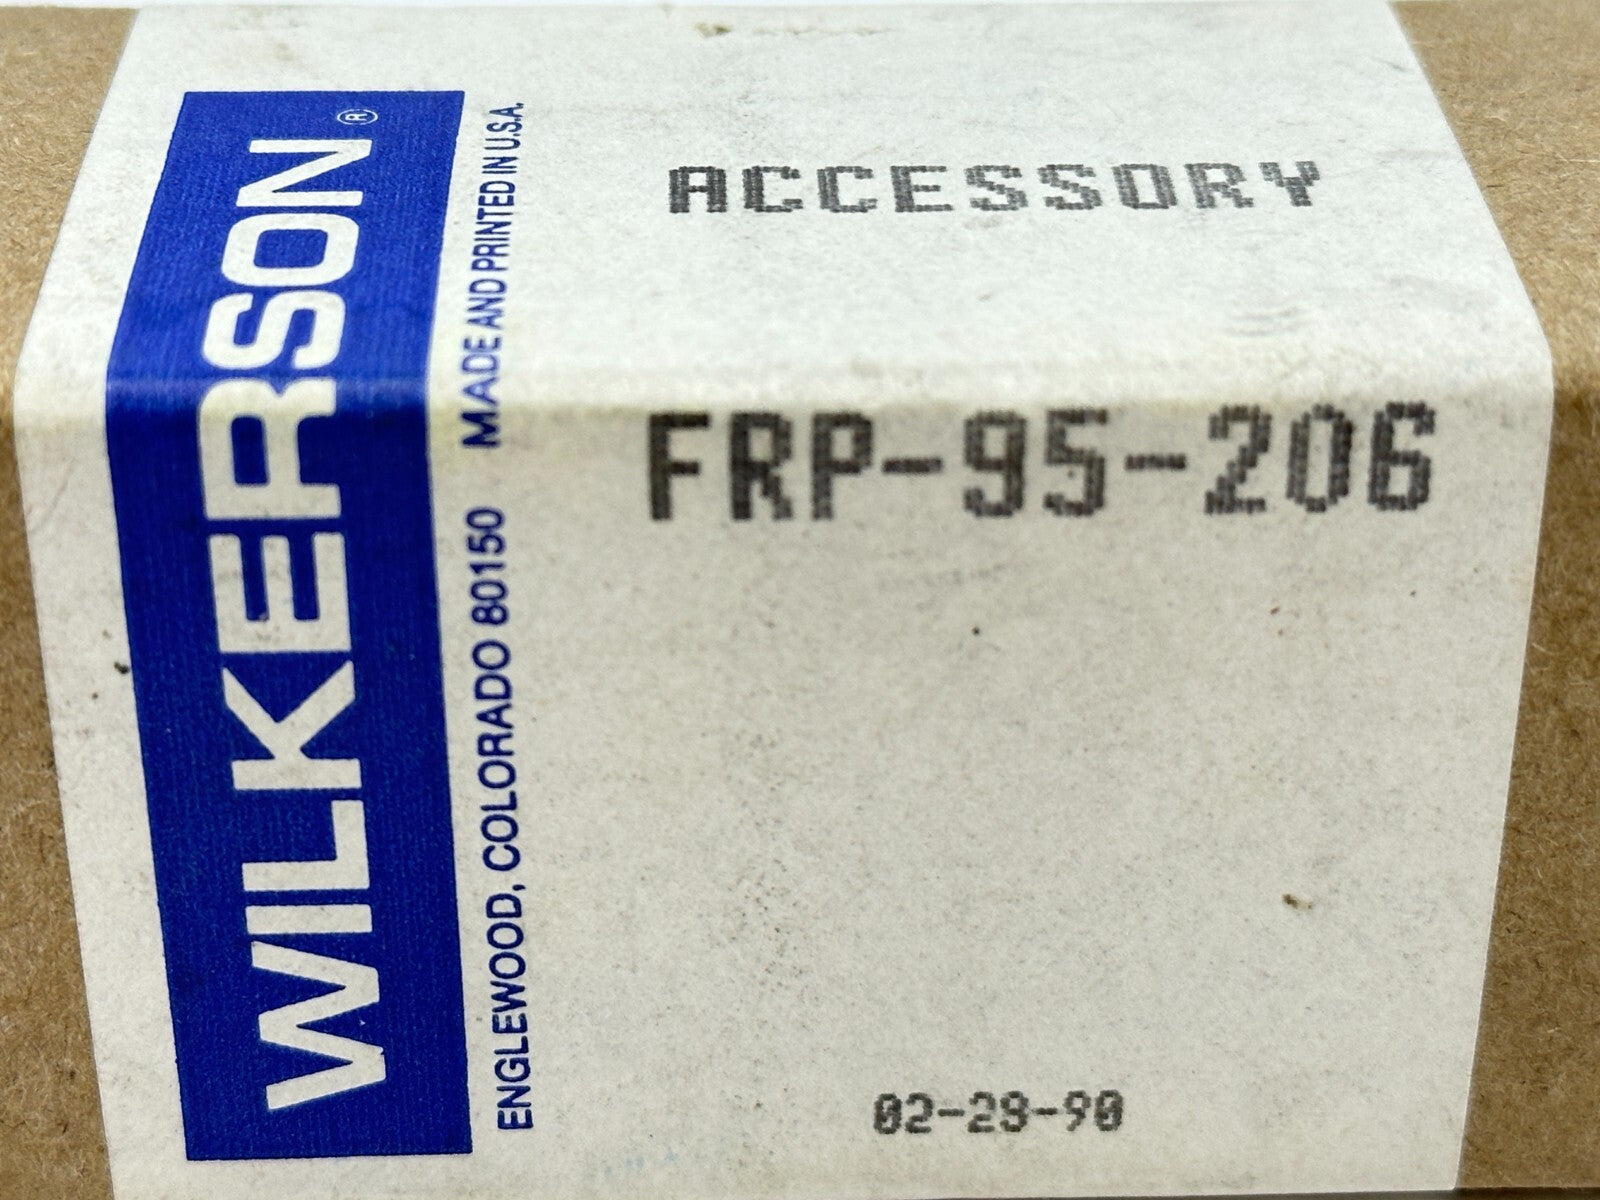 WILKERSON®
ENGLEWOOD, COLORADO 80150 MADE AND PRINTED IN U.S.A.
ACCESSORY
FRP-95-206
02-28-90